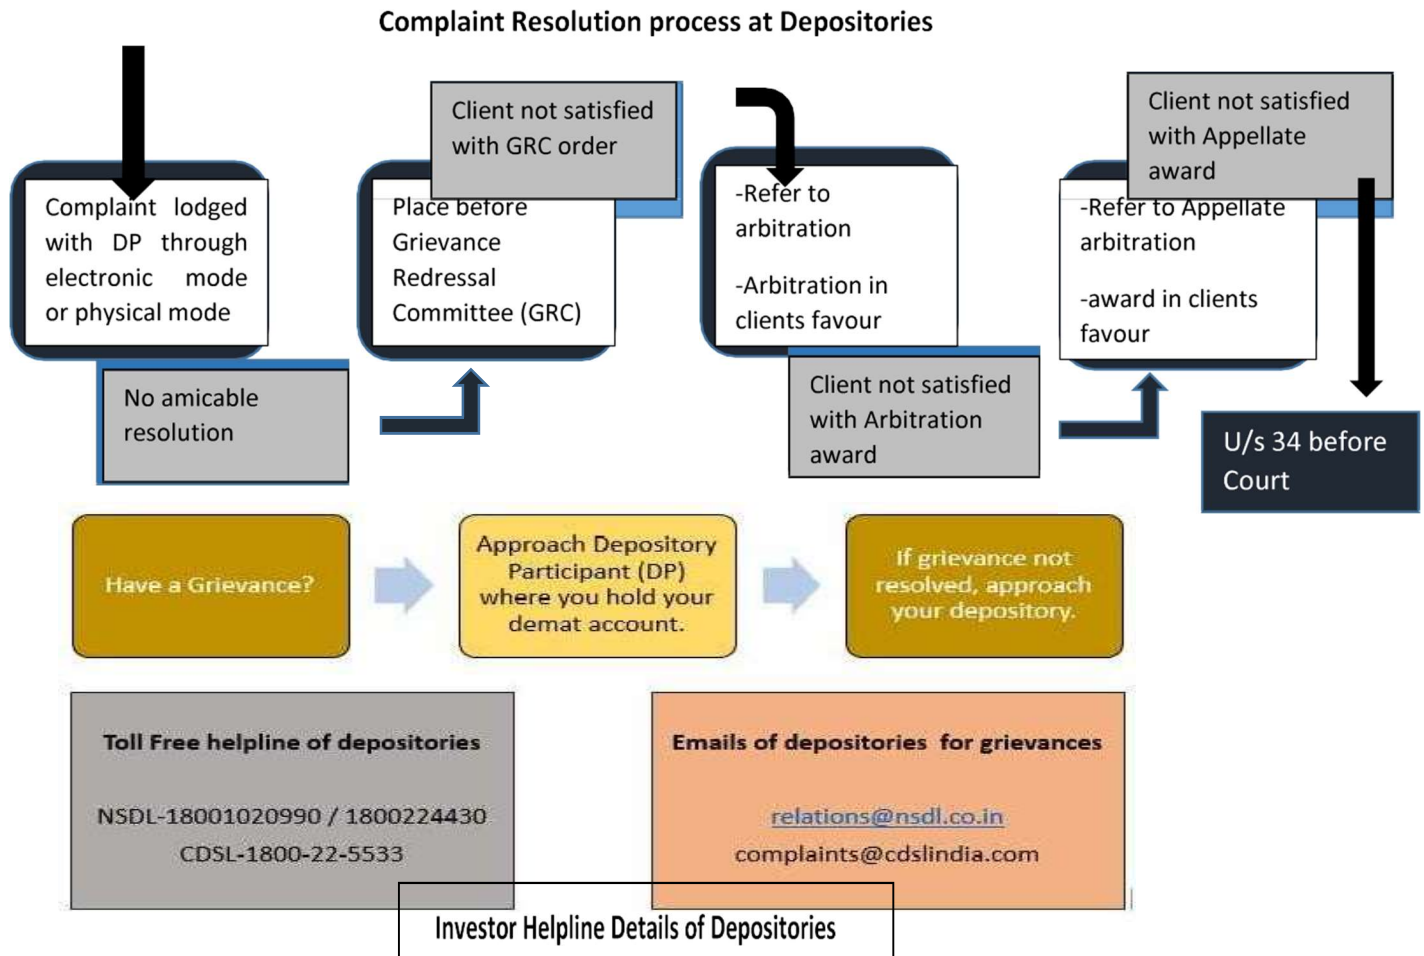 Complaint Resolution process at Depositories
Complaint lodged
with DP through
electronic mode
or physical mode
No amicable
resolution
Client not satisfied
with GRC order
Place before
Grievance
Redressal
Committee (GRC)
-Refer to
arbitration
-Arbitration in
clients favour
Client not satisfied
with Arbitration
award
Client not satisfied
with Appellate
award
-Refer to Appellate
arbitration
-award in clients
favour
U/s 34 before
Court
Have a Grievance?
Approach Depository
Participant (DP)
where you hold your
demat account.
If grievance not
resolved, approach
your depository.
Toll Free helpline of depositories
NSDL-18001020990 / 1800224430
CDSL-1800-22-5533
Emails of depositories for grievances
relations@nsdl.co.in
complaints@cdslindia.com
Investor Helpline Details of Depositories